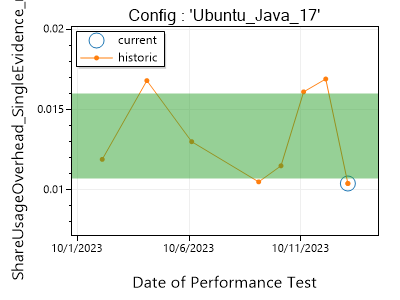 Config : 'Ubuntu_Java_17'
current
historic
0.02
0.015
0.01
10/1/2023
10/6/2023
10/11/2023
Date of Performance Test
ShareUsageOverhead_SingleEvidence_